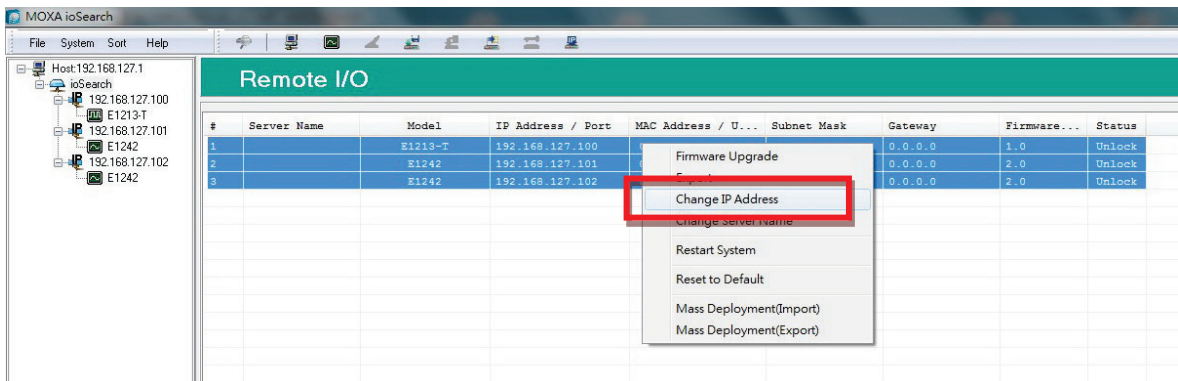 MOXA ioSearch
File System Sort Help
Host:192.168.127.1
ioSearch
192.168.127.100
E1213-T
192.168.127.101
E1242
192.168.127.102
E1242
Remote I/O
# Server Name Model IP Address / Port MAC Address / U... Subnet Mask Gateway Firmware... Status
1 E1213-T 192.168.127.100 0.0.0.0 1.0 Unlock
2 E1242 192.168.127.101 0.0.0.0 2.0 Unlock
3 E1242 192.168.127.102 0.0.0.0 2.0 Unlock
Firmware Upgrade
Export
Change IP Address
Change Server Name
Restart System
Reset to Default
Mass Deployment(Import)
Mass Deployment(Export)